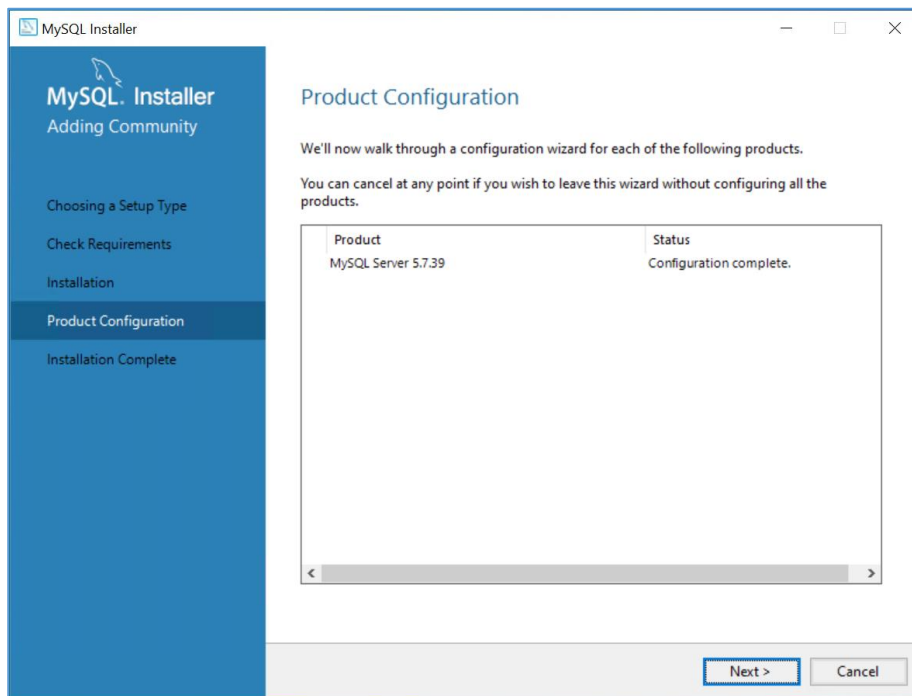 MySQL Installer
MySQL. Installer
Adding Community
Choosing a Setup Type
Check Requirements
Installation
Product Configuration
Installation Complete
Product Configuration
We'll now walk through a configuration wizard for each of the following products.
You can cancel at any point if you wish to leave this wizard without configuring all the
products.
Product Status
MySQL Server 5.7.39 Configuration complete.
Next > Cancel